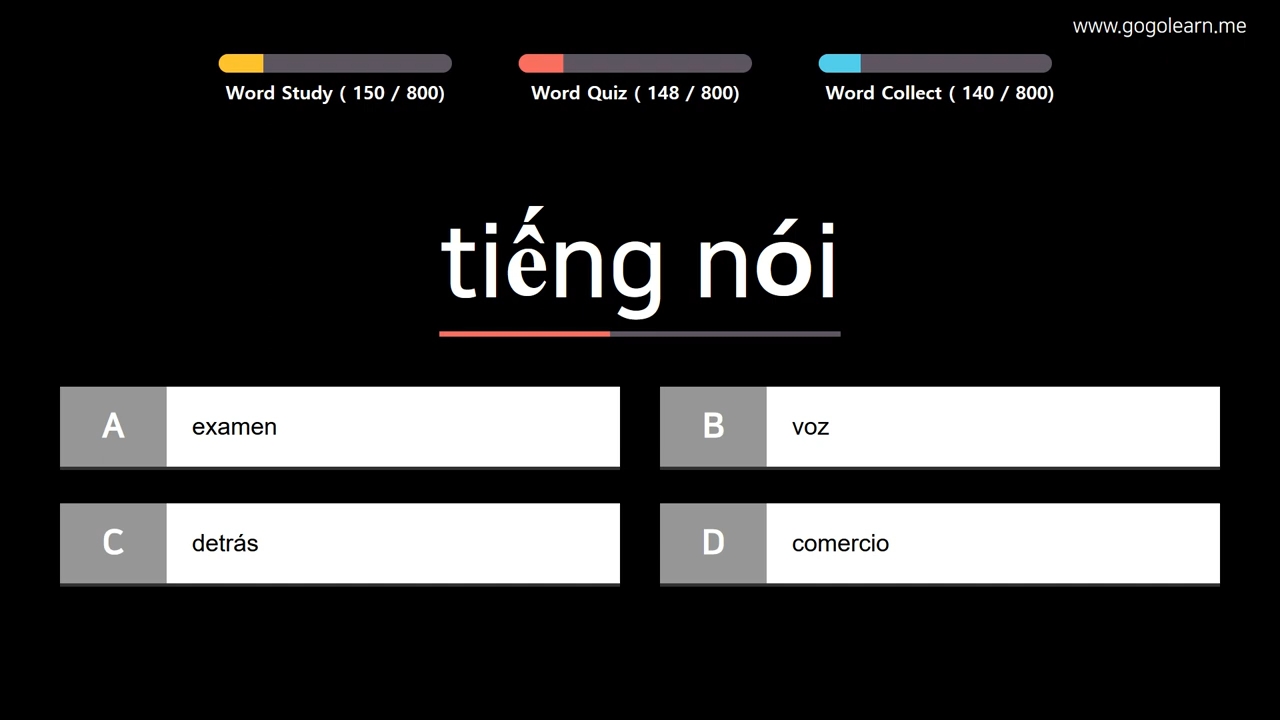 www.gogolearn.me
Word Study ( 150 / 800)
Word Quiz ( 148 / 800)
Word Collect ( 140 / 800)
tiếng nói
A examen
B voz
C detrás
D comercio